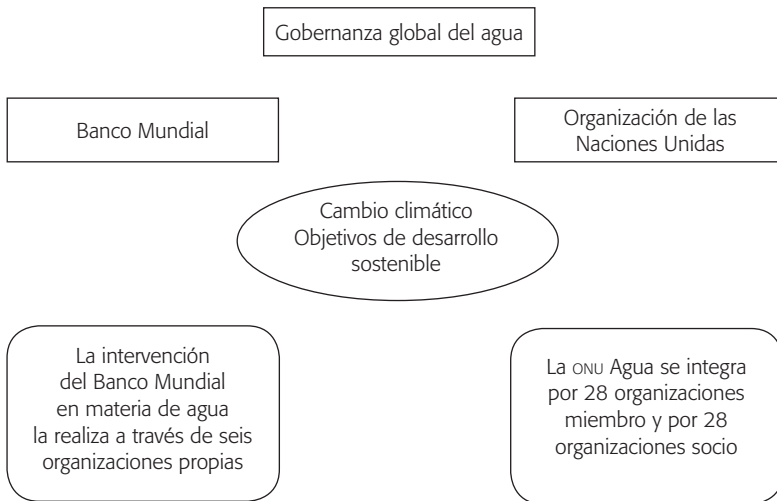 Gobernanza global del agua
Banco Mundial
Organización de las
Naciones Unidas
Cambio climático
Objetivos de desarrollo
sostenible
La intervención
del Banco Mundial
en materia de agua
la realiza a través de seis
organizaciones propias
La ONU Agua se integra
por 28 organizaciones
miembro y por 28
organizaciones socio